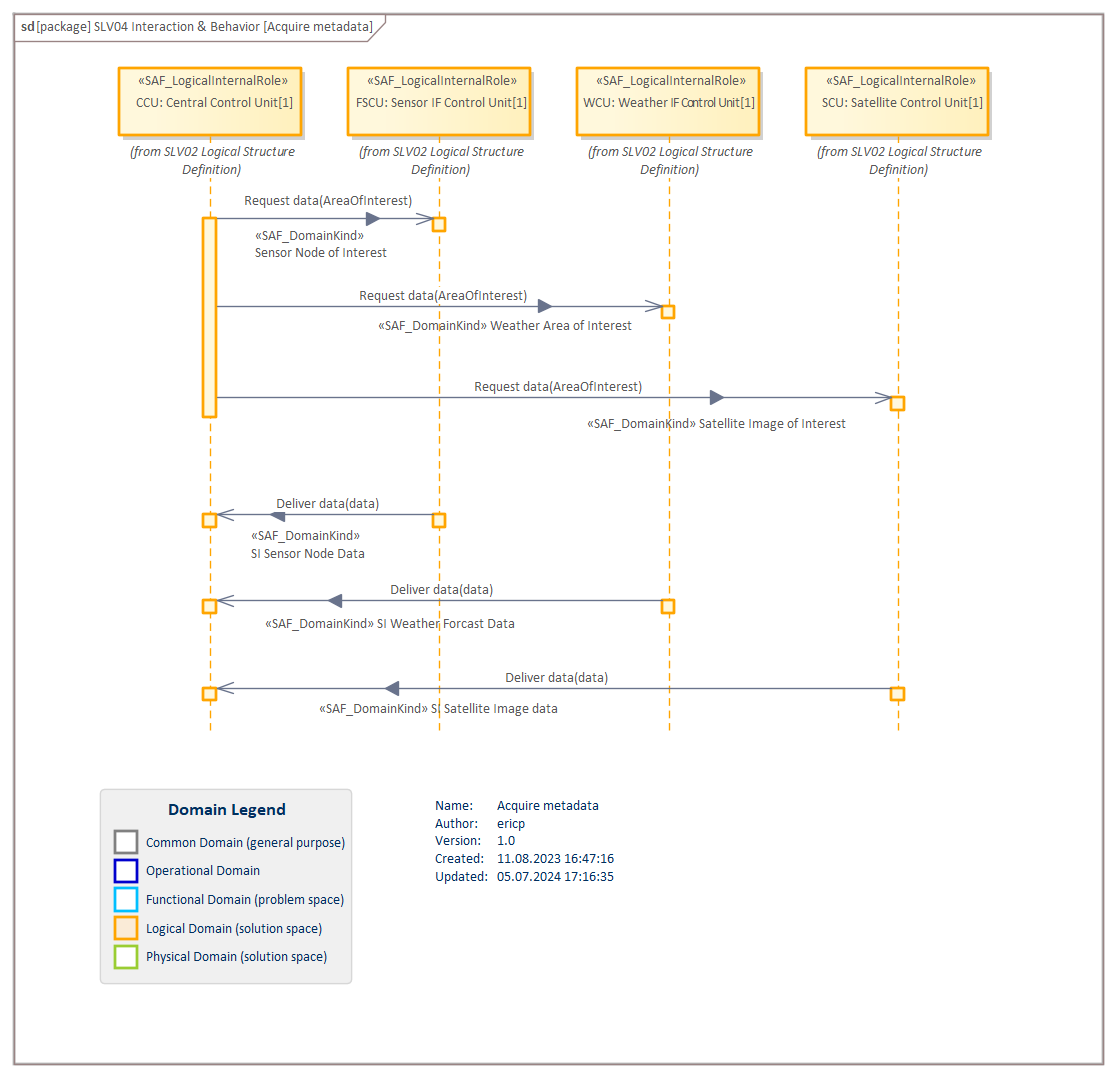 sd [package] SLV04 Interaction & Behavior [Acquire metadata]
«SAF_LogicalInternalRole»
CCU: Central Control Unit[1]
(from SLV02 Logical Structure
Definition)
«SAF_LogicalInternalRole»
FSCU: Sensor IF Control Unit[1]
(from SLV02 Logical Structure
Definition)
«SAF_LogicalInternalRole»
WCU: Weather IF Control Unit[1]
(from SLV02 Logical Structure
Definition)
«SAF_LogicalInternalRole»
SCU: Satellite Control Unit[1]
(from SLV02 Logical Structure
Definition)
Request data(AreaOfInterest)
«SAF_DomainKind»
Sensor Node of Interest
Request data(AreaOfInterest)
«SAF_DomainKind» Weather Area of Interest
Request data(AreaOfInterest)
«SAF_DomainKind» Satellite Image of Interest
Deliver data(data)
«SAF_DomainKind»
SI Sensor Node Data
Deliver data(data)
«SAF_DomainKind» SI Weather Forcast Data
Deliver data(data)
«SAF_DomainKind» SI Satellite Image data
Domain Legend
Common Domain (general purpose)
Operational Domain
Functional Domain (problem space)
Logical Domain (solution space)
Physical Domain (solution space)
Name: Acquire metadata
Author: ericp
Version: 1.0
Created: 11.08.2023 16:47:16
Updated: 05.07.2024 17:16:35